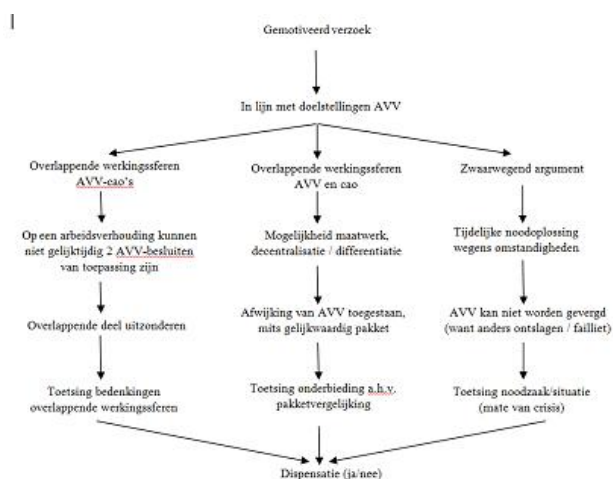 Gemotiveerd verzoek
In lijn met doelstellingen AVV
Overlappende werkingssferen
AVV-cao's
Op een arbeidsverhouding kunnen
niet gelijktijdig 2 AVV-besluiten
van toepassing zijn
Overlappende deel uitzonderen
Toetsing bedenkingen
overlappende werkingssferen
Overlappende werkingssferen
AVV en cao
Mogelijkheid maatwerk,
decentralisatie / differentiatie
Afwijking van AVV toegestaan,
mits gelijkwaardig pakket
Toetsing onderbieding a.h.v.
pakketvergelijking
Zwaarwegend argument
Tijdelijke noodoplossing
wegens omstandigheden
AVV kan niet worden gevergd
(want anders ontslagen / failliet)
Toetsing noodzaak/situatie
(mate van crisis)
Dispensatie (ja/nee)